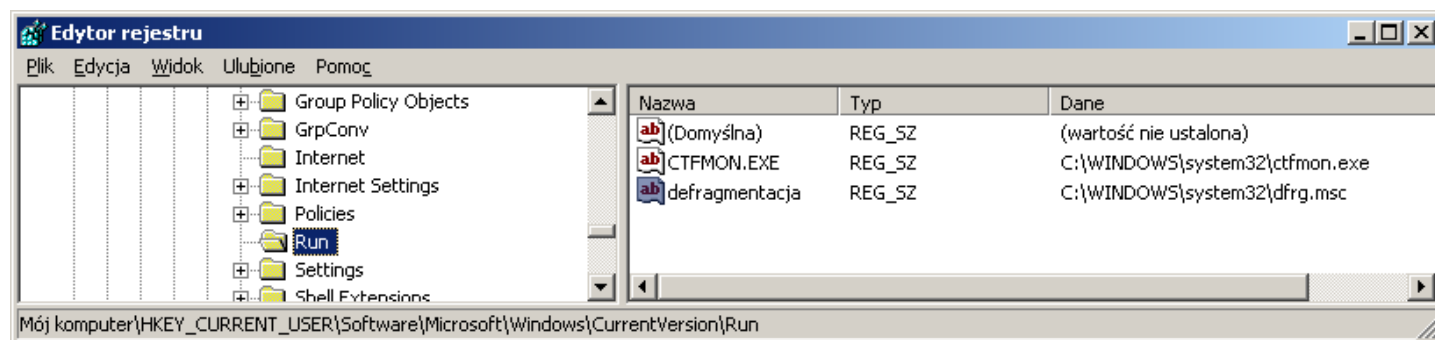 Edytor rejestru
Plik Edycja Widok Ulubione Pomoc
Group Policy Objects
GrpConv
Internet
Internet Settings
Policies
Run
Settings
Shell Extensions
Nazwa Typ Dane
(Domyślna) REG_SZ (wartość nie ustalona)
CTFMON.EXE REG_SZ C:\WINDOWS\system32\ctfmon.exe
defragmentacja REG_SZ C:\WINDOWS\system32\dfrg.msc
Mój komputer\HKEY_CURRENT_USER\Software\Microsoft\Windows\CurrentVersion\Run